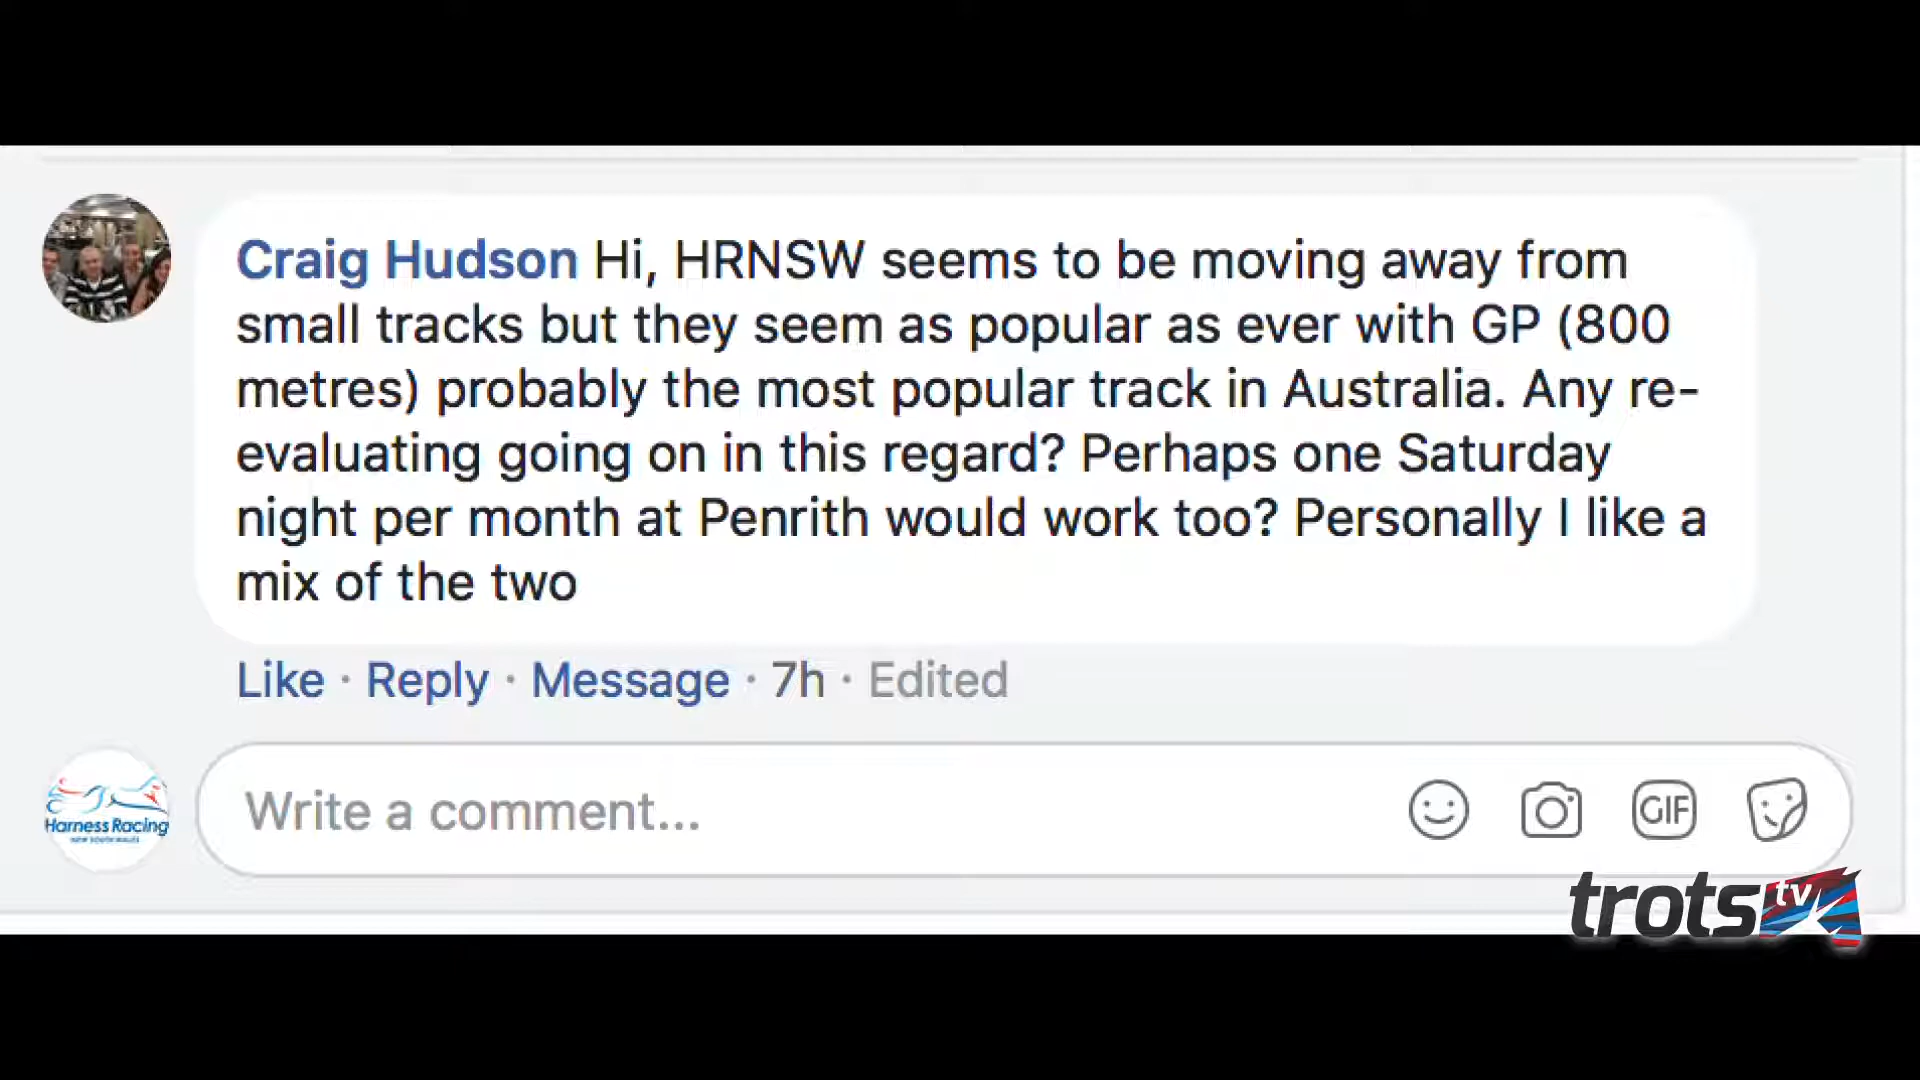 Craig Hudson Hi, HRNSW seems to be moving away from
small tracks but they seem as popular as ever with GP (800
metres) probably the most popular track in Australia. Any re-
evaluating going on in this regard? Perhaps one Saturday
night per month at Penrith would work too? Personally I like a
mix of the two
Like · Reply · Message · 7h · Edited
Harness Racing
NEW SOUTH WALES
Write a comment...
GIF
trots tv